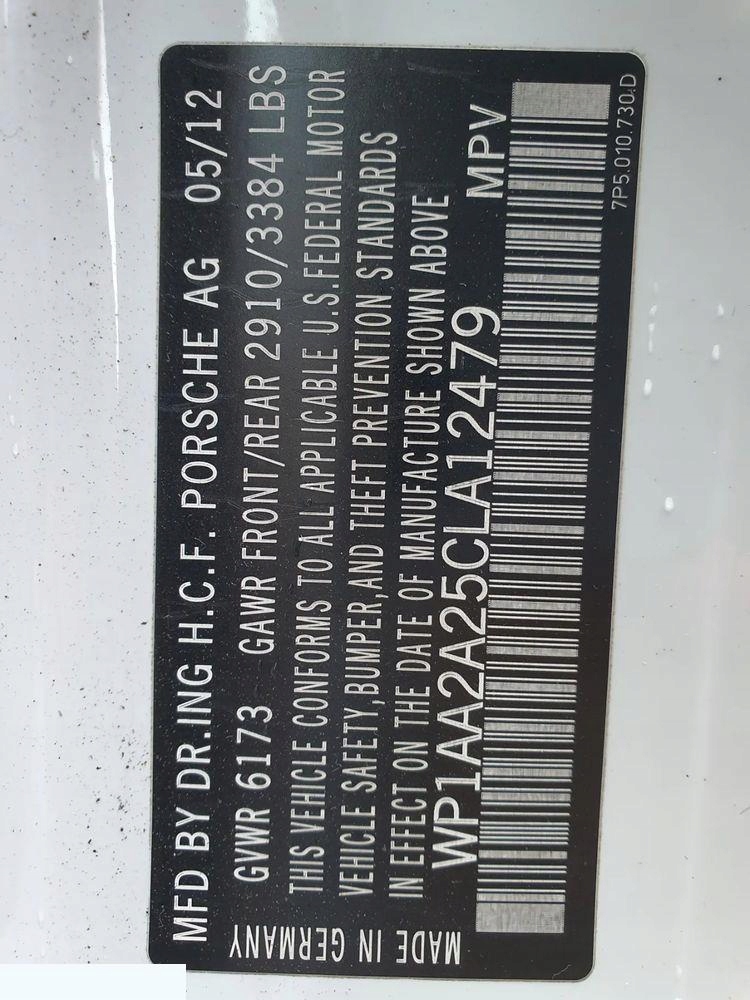 MFD BY DR.ING H.C.F. PORSCHE AG 05/12
GVWR 6173 GAWR FRONT/REAR 2910/3384 LBS
THIS VEHICLE CONFORMS TO ALL APPLICABLE U.S.FEDERAL MOTOR
VEHICLE SAFETY,BUMPER,AND THEFT PREVENTION STANDARDS
IN EFFECT ON THE DATE OF MANUFACTURE SHOWN ABOVE
WP1AA2A25CLA12479 MPV
MADE IN GERMANY
7P5.010.730.D